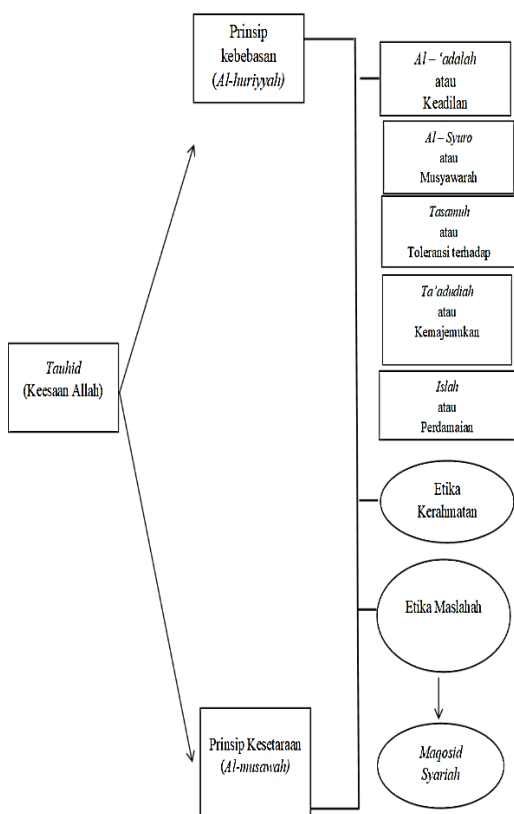 Tauhid
(Keesaan Allah)
Prinsip
kebebasan
(Al-huriyyah)
Prinsip Kesetaraan
(Al-musawah)
Al – ‘adalah
atau
Keadilan
Al – Syuro
atau
Musyawarah
Tasamuh
atau
Toleransi terhadap
Ta’adudiah
atau
Kemajemukan
Islah
atau
Perdamaian
Etika
Kerahmatan
Etika Maslahah
Maqosid
Syariah